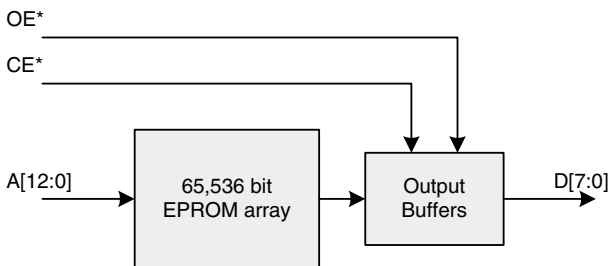 OE*
CE*
A[12:0]
65,536 bit
EPROM array
Output
Buffers
D[7:0]